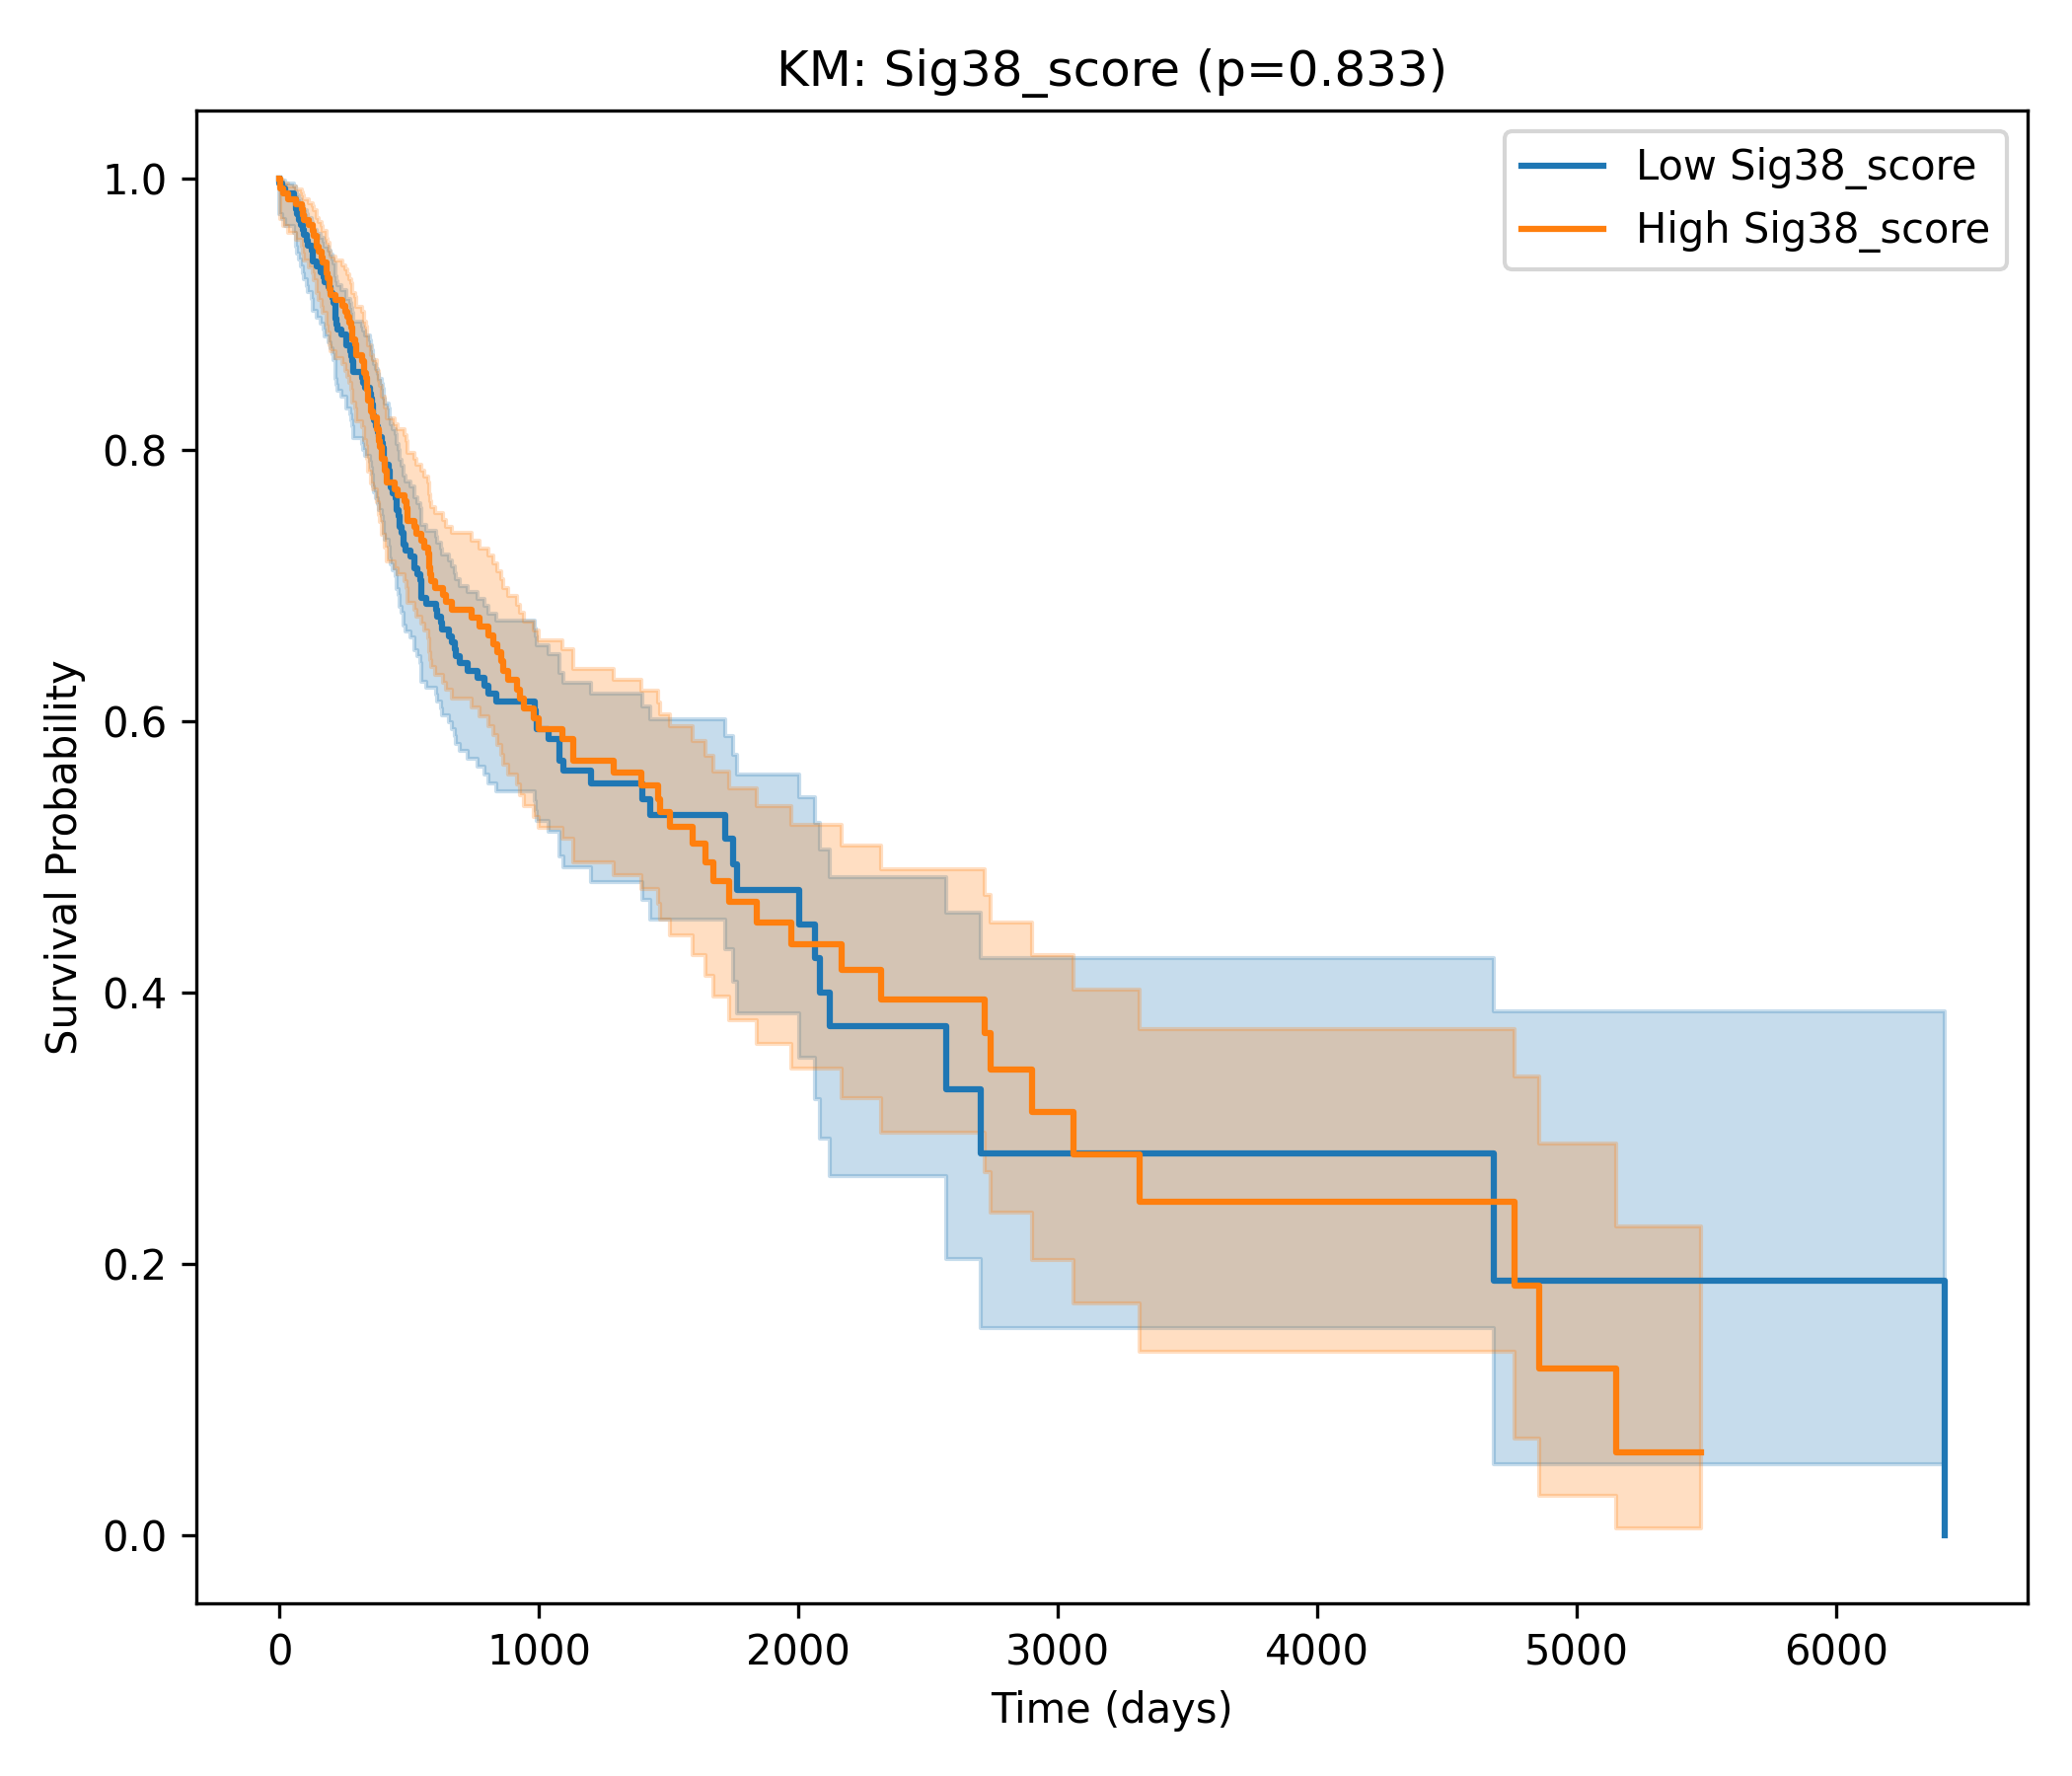 KM: Sig38_score (p=0.833)
Low Sig38_score
High Sig38_score
Survival Probability
1.0
0.8
0.6
0.4
0.2
0.0
0 1000 2000 3000 4000 5000 6000
Time (days)